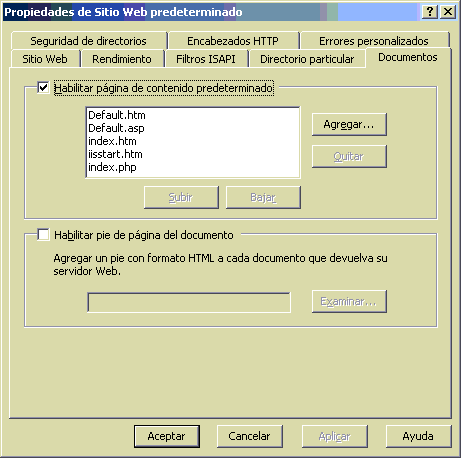 Propiedades de Sitio Web predeterminado
Seguridad de directorios
Encabezados HTTP
Errores personalizados
Sitio Web
Rendimiento
Filtros ISAPI
Directorio particular
Documentos
Habilitar página de contenido predeterminado
Default.htm
Default.asp
index.htm
iisstart.htm
index.php
Agregar...
Quitar
Subir
Bajar
Habilitar pie de página del documento
Agregar un pie con formato HTML a cada documento que devuelva su
servidor Web.
Examinar...
Aceptar
Cancelar
Aplicar
Ayuda